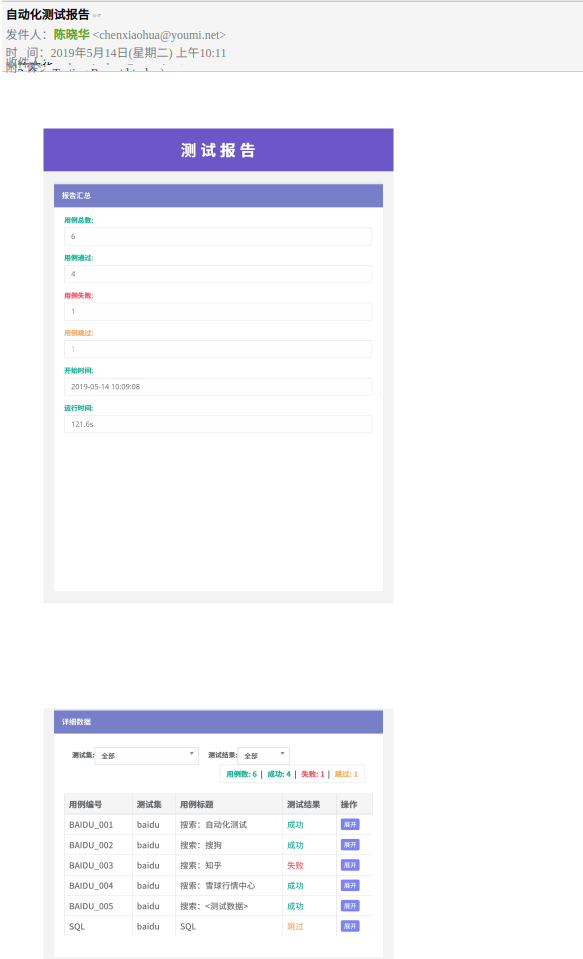 自动化测试报告
发件人：陈晓华 <chenxiaohua@youmi.net>
时 间：2019年5月14日(星期二) 上午10:11
测试报告
报告汇总
用例总数:
6
用例通过:
4
用例失败:
1
用例跳过:
1
开始时间:
2019-05-14 10:09:08
运行时间:
121.6s
详细数据
测试集: 全部 测试结果: 全部
用例数: 6 | 成功: 4 | 失败: 1 | 跳过: 1
用例编号 测试集 用例标题 测试结果 操作
BAIDU_001 baidu 搜索：自动化测试 成功 展开
BAIDU_002 baidu 搜索：搜狗 成功 展开
BAIDU_003 baidu 搜索：知乎 失败 展开
BAIDU_004 baidu 搜索：雪球行情中心 成功 展开
BAIDU_005 baidu 搜索：<测试数据> 成功 展开
SQL baidu SQL 跳过 展开